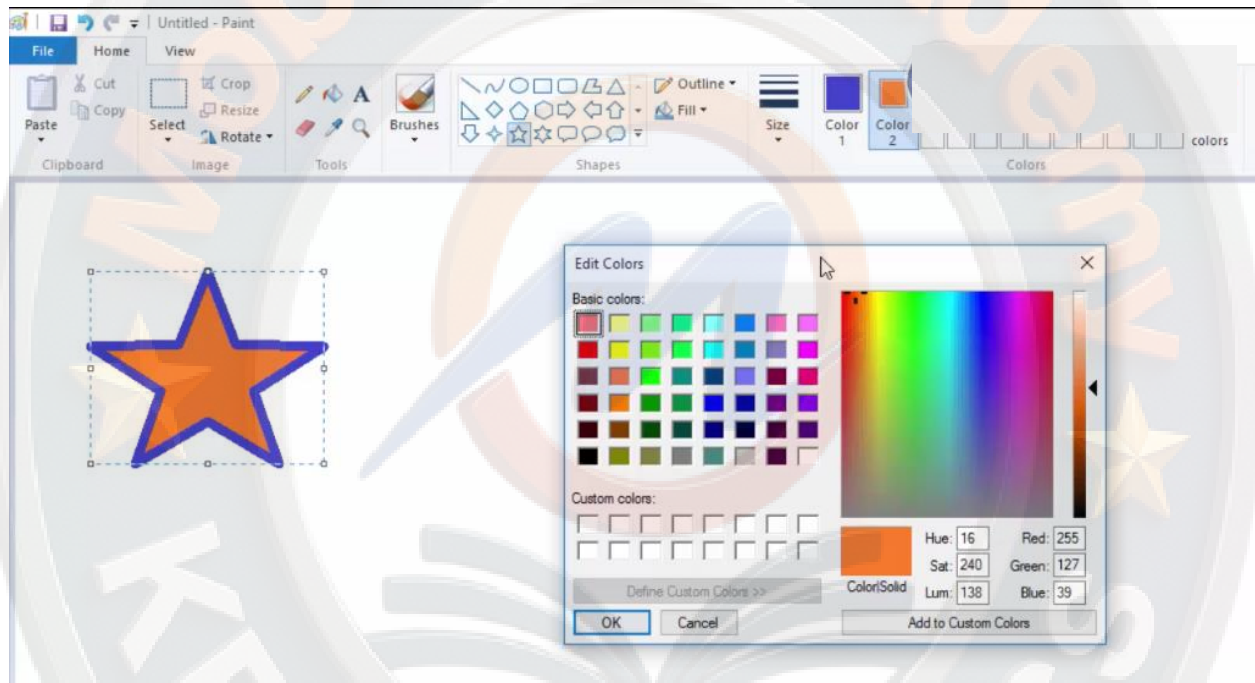 Untitled - Paint
File Home View
Paste
Cut
Copy
Clipboard
Select
Crop
Resize
Rotate
Image
A
Tools
Brushes
Outline
Fill
Shapes
Size
Color 1
Color 2
colors
Colors
Edit Colors
Basic colors:
Custom colors:
Define Custom Colors >>
OK Cancel
Color|Solid
Hue: 16 Red: 255
Sat: 240 Green: 127
Lum: 138 Blue: 39
Add to Custom Colors